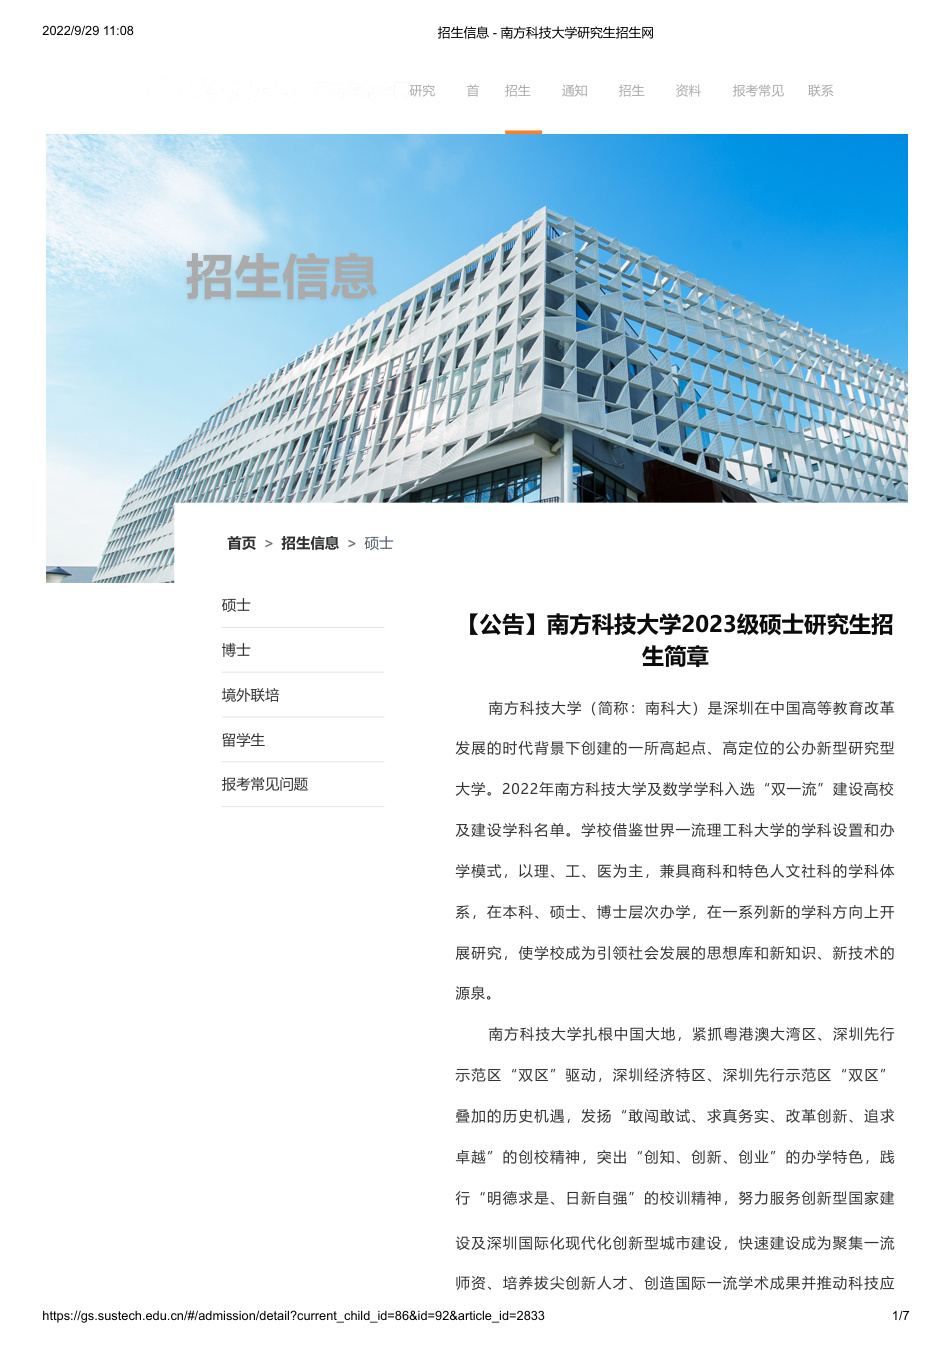 2022/9/29 11:08
招生信息 - 南方科技大学研究生招生网
研究 首 招生 通知 招生 资料 报考常见 联系
招生信息
首页 > 招生信息 > 硕士
硕士
博士
境外联培
留学生
报考常见问题
【公告】南方科技大学2023级硕士研究生招
生简章
南方科技大学（简称：南科大）是深圳在中国高等教育改革
发展的时代背景下创建的一所高起点、高定位的公办新型研究型
大学。2022年南方科技大学及数学学科入选“双一流”建设高校
及建设学科名单。学校借鉴世界一流理工科大学的学科设置和办
学模式，以理、工、医为主，兼具商科和特色人文社科的学科体
系，在本科、硕士、博士层次办学，在一系列新的学科方向上开
展研究，使学校成为引领社会发展的思想库和新知识、新技术的
源泉。
南方科技大学扎根中国大地，紧抓粤港澳大湾区、深圳先行
示范区“双区”驱动，深圳经济特区、深圳先行示范区“双区”
叠加的历史机遇，发扬“敢闯敢试、求真务实、改革创新、追求
卓越”的创校精神，突出“创知、创新、创业”的办学特色，践
行“明德求是、日新自强”的校训精神，努力服务创新型国家建
设及深圳国际化现代化创新型城市建设，快速建设成为聚集一流
师资、培养拔尖创新人才、创造国际一流学术成果并推动科技应
https://gs.sustech.edu.cn/#/admission/detail?current_child_id=86&id=92&article_id=2833
1/7